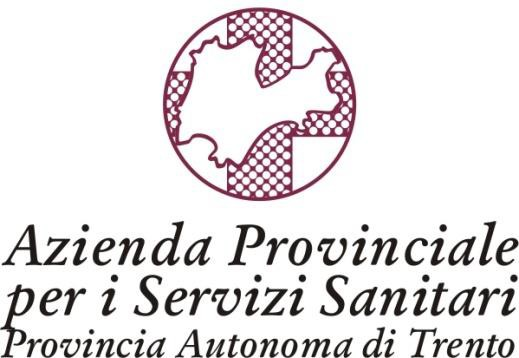 Azienda Provinciale
per i Servizi Sanitari
Provincia Autonoma di Trento